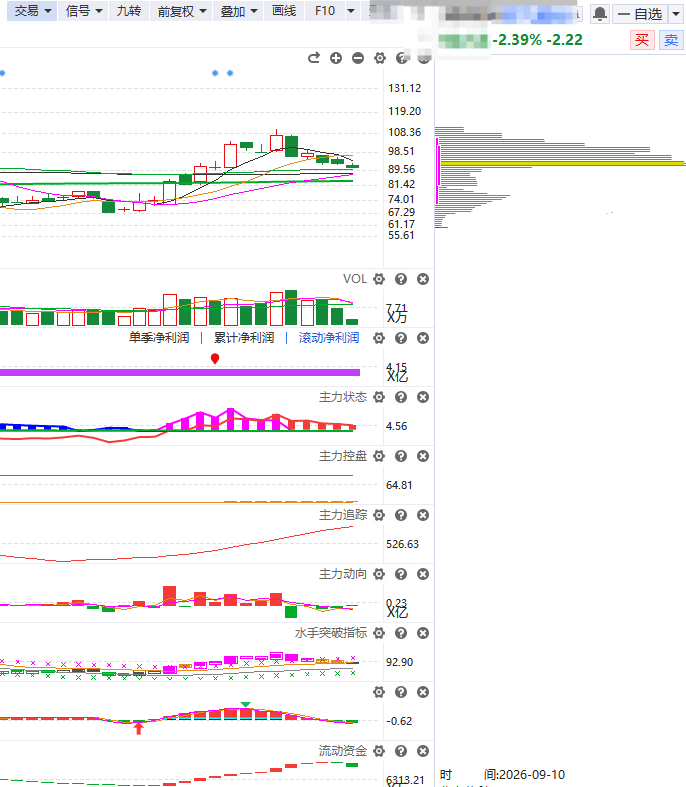 交易 信号 九转 前复权 叠加 画线 F10
一 自选
-2.39% -2.22 买 卖
131.12
119.20
108.36
98.51
89.56
81.42
74.01
67.29
61.17
55.61
VOL
7.71
X万
单季净利润 | 累计净利润 | 滚动净利润
4.15
X亿
主力状态
4.56
主力控盘
64.81
主力追踪
526.63
主力动向
0.23
X亿
水手突破指标
92.90
-0.62
流动资金
6313.21
时 间:2026-09-10